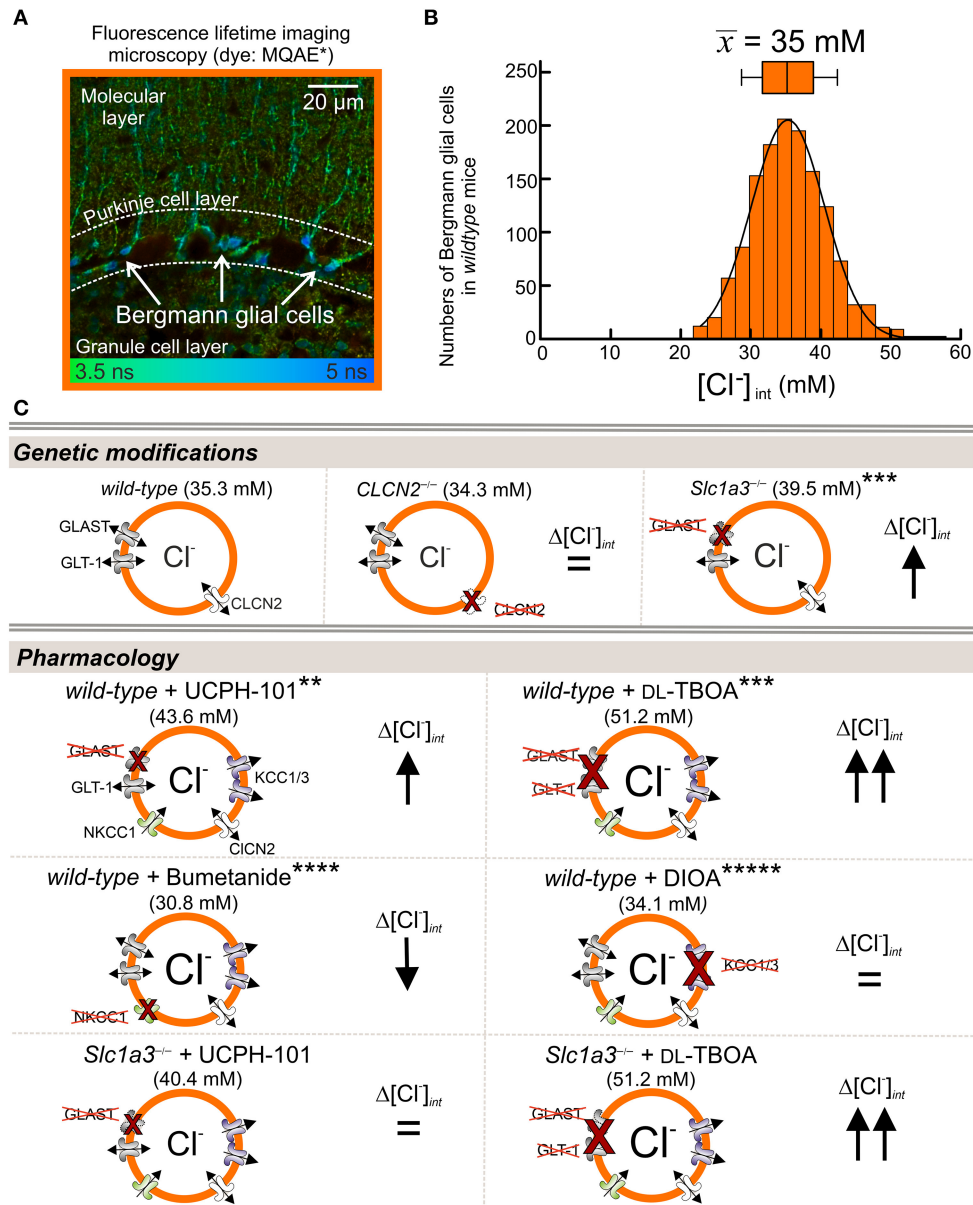 A
Fluorescence lifetime imaging
microscopy (dye: MQAE*)
Molecular
layer
20 µm
Purkinje cell layer
Bergmann glial cells
Granule cell layer
3.5 ns
5 ns
B
x̅ = 35 mM
Numbers of Bergmann glial cells
in wildtype mice
250
200
150
100
50
0
0
10
20
30
40
50
60
[Cl⁻]int (mM)
C
Genetic modifications
wild-type (35.3 mM)
GLAST
GLT-1
Cl⁻
CLCN2
CLCN2⁻/⁻ (34.3 mM)
Cl⁻
CLCN2
Δ[Cl⁻]int
=
Slc1a3⁻/⁻ (39.5 mM)***
GLAST
Cl⁻
Δ[Cl⁻]int
Pharmacology
wild-type + UCPH-101**
(43.6 mM)
GLAST
GLT-1
NKCC1
Cl⁻
KCC1/3
ClCN2
Δ[Cl⁻]int
wild-type + DL-TBOA***
(51.2 mM)
GLAST
GLT-1
Cl⁻
Δ[Cl⁻]int
wild-type + Bumetanide****
(30.8 mM)
Cl⁻
NKCC1
Δ[Cl⁻]int
wild-type + DIOA*****
(34.1 mM)
Cl⁻
KCC1/3
Δ[Cl⁻]int
=
Slc1a3⁻/⁻ + UCPH-101
(40.4 mM)
GLAST
Cl⁻
Δ[Cl⁻]int
=
Slc1a3⁻/⁻ + DL-TBOA
(51.2 mM)
GLAST
GLT-1
Cl⁻
Δ[Cl⁻]int